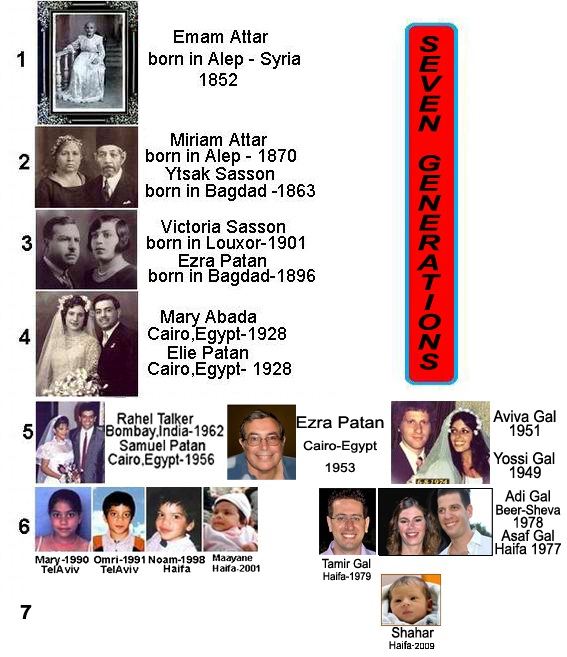 SEVEN GENERATIONS
1
Emam Attar
born in Alep - Syria
1852
2
Miriam Attar
born in Alep - 1870
Ytsak Sasson
born in Bagdad -1863
3
Victoria Sasson
born in Louxor-1901
Ezra Patan
born in Bagdad-1896
4
Mary Abada
Cairo,Egypt-1928
Elie Patan
Cairo,Egypt- 1928
5
Rahel Talker
Bombay,India-1962
Samuel Patan
Cairo,Egypt-1956
Ezra Patan
Cairo-Egypt
1953
6.8.1974
Aviva Gal
1951
Yossi Gal
1949
6
Mary-1990
TelAviv
Omri-1991
TelAviv
Noam-1998
Haifa
Maayane
Haifa-2001
Tamir Gal
Haifa-1979
Adi Gal
Beer-Sheva
1978
Asaf Gal
Haifa 1977
7
Shahar
Haifa-2009